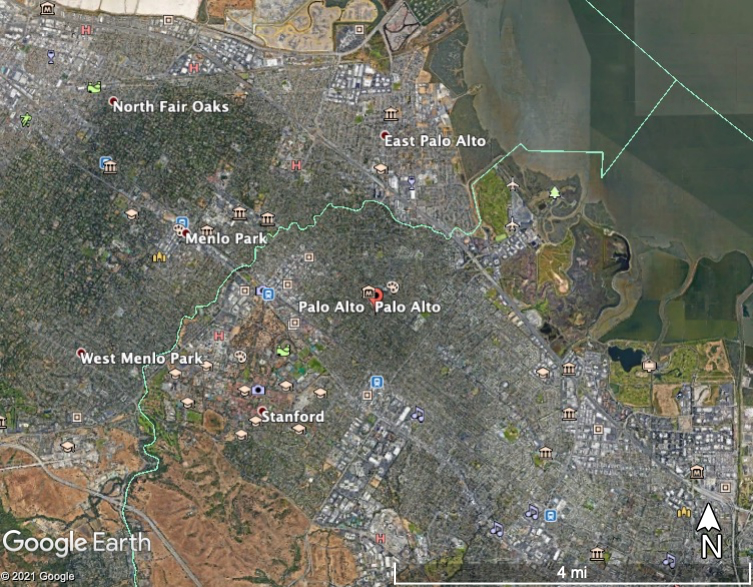 North Fair Oaks
East Palo Alto
Menlo Park
Palo Alto Palo Alto
West Menlo Park
Stanford
Google Earth
N
4 mi
© 2021 Google